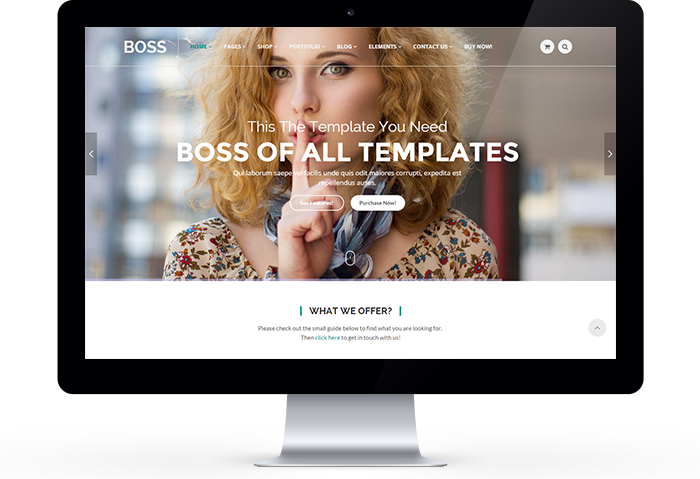 BOSS
HOME PAGES SHOP PORTFOLIO BLOG ELEMENTS CONTACT US BUY NOW!
This The Template You Need
BOSS OF ALL TEMPLATES
Qui laborum saepe vel facilis unde quis odit maiores corrupti, expedita est
repellendus autes.
See Features! Purchase Now!
WHAT WE OFFER?
Please check out the small guide below to find what you are looking for.
Then click here to get in touch with us!